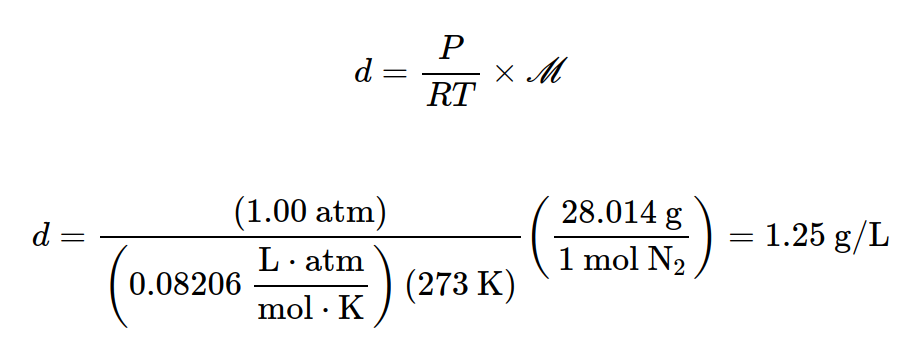 d = P/RT × ℳ
d = (1.00 atm)/((0.08206 L · atm/mol · K) (273 K)) (28.014 g/1 mol N₂) = 1.25 g/L